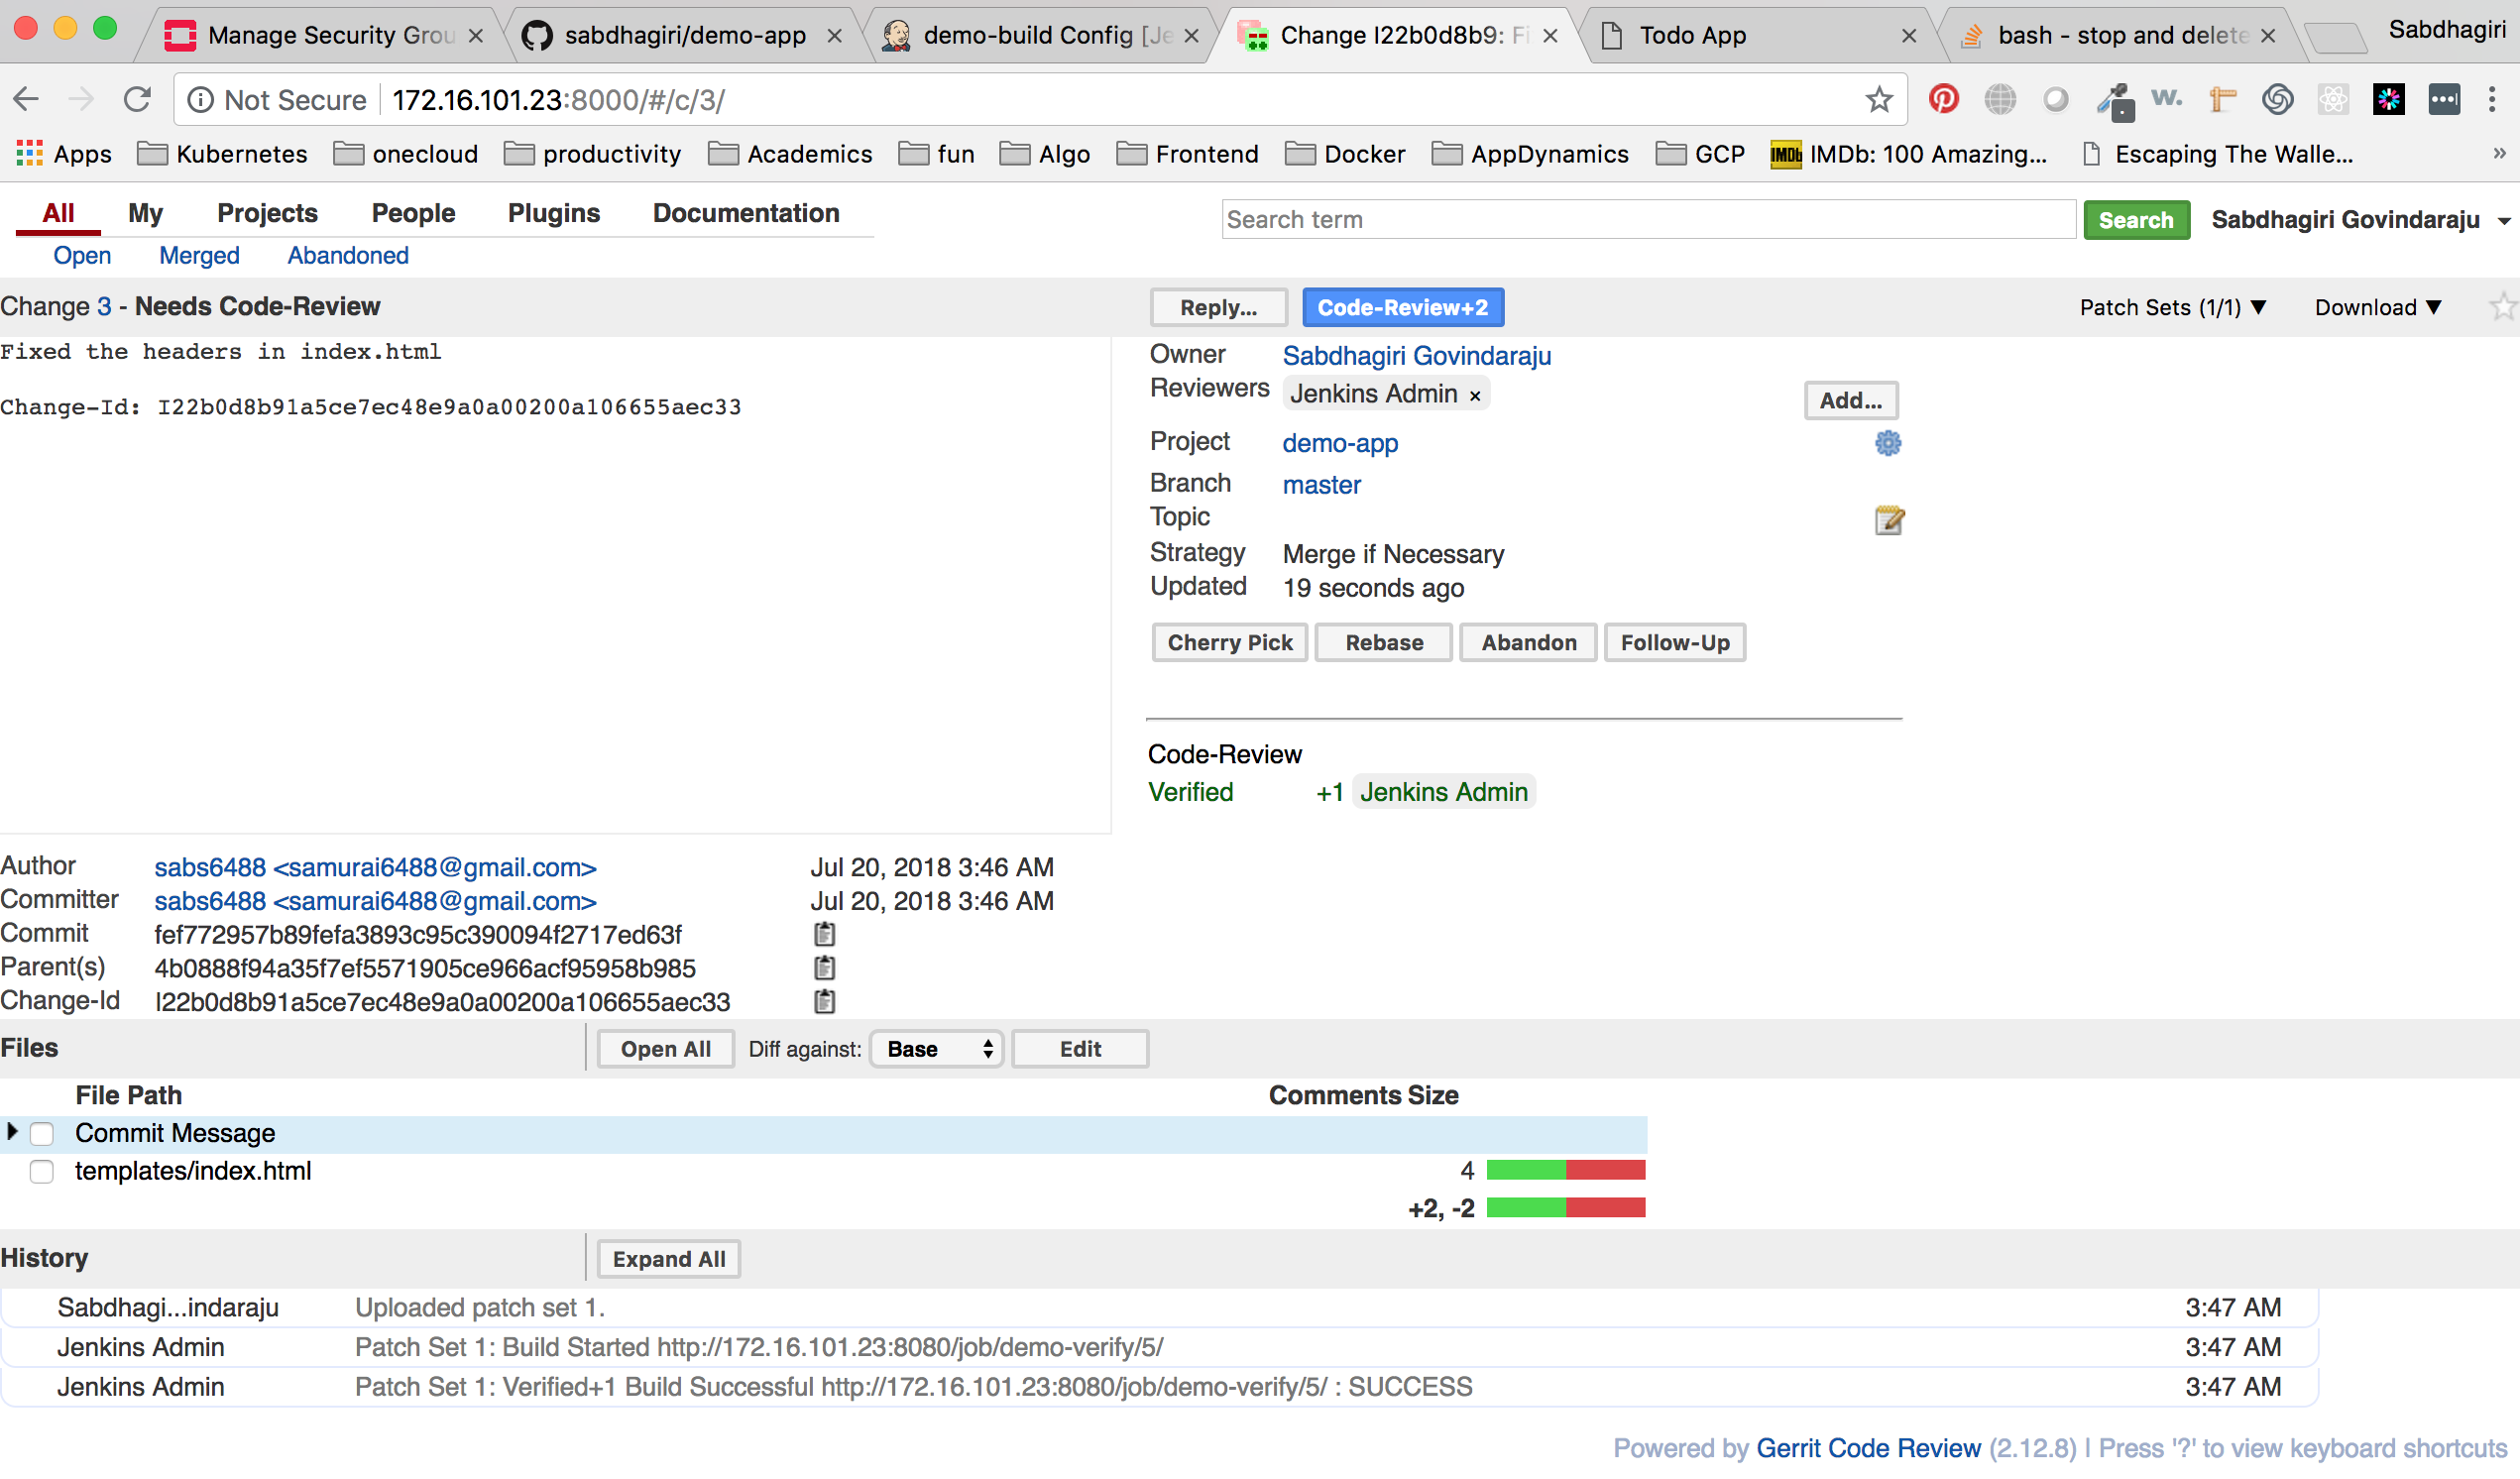 Manage Security Grou
sabdhagiri/demo-app
demo-build Config [Je
Change I22b0d8b9: Fi
Todo App
bash - stop and delete
Sabdhagiri
Not Secure 172.16.101.23:8000/#/c/3/
w.
Apps Kubernetes onecloud productivity Academics fun Algo Frontend Docker AppDynamics GCP IMDb IMDb: 100 Amazing... Escaping The Walle... »
All My Projects People Plugins Documentation
Search term Search Sabdhagiri Govindaraju
Open Merged Abandoned
Change 3 - Needs Code-Review
Reply... Code-Review+2 Patch Sets (1/1) ▼ Download ▼
Fixed the headers in index.html
Change-Id: I22b0d8b91a5ce7ec48e9a0a00200a106655aec33
Owner Sabdhagiri Govindaraju
Reviewers Jenkins Admin × Add...
Project demo-app
Branch master
Topic
Strategy Merge if Necessary
Updated 19 seconds ago
Cherry Pick Rebase Abandon Follow-Up
Code-Review
Verified +1 Jenkins Admin
Author sabs6488 <samurai6488@gmail.com> Jul 20, 2018 3:46 AM
Committer sabs6488 <samurai6488@gmail.com> Jul 20, 2018 3:46 AM
Commit fef772957b89fefa3893c95c390094f2717ed63f
Parent(s) 4b0888f94a35f7ef5571905ce966acf95958b985
Change-Id I22b0d8b91a5ce7ec48e9a0a00200a106655aec33
Files Open All Diff against: Base Edit
File Path Comments Size
Commit Message
templates/index.html 4
+2, -2
History Expand All
Sabdhagi...indaraju Uploaded patch set 1. 3:47 AM
Jenkins Admin Patch Set 1: Build Started http://172.16.101.23:8080/job/demo-verify/5/ 3:47 AM
Jenkins Admin Patch Set 1: Verified+1 Build Successful http://172.16.101.23:8080/job/demo-verify/5/ : SUCCESS 3:47 AM
Powered by Gerrit Code Review (2.12.8) | Press '?' to view keyboard shortcuts